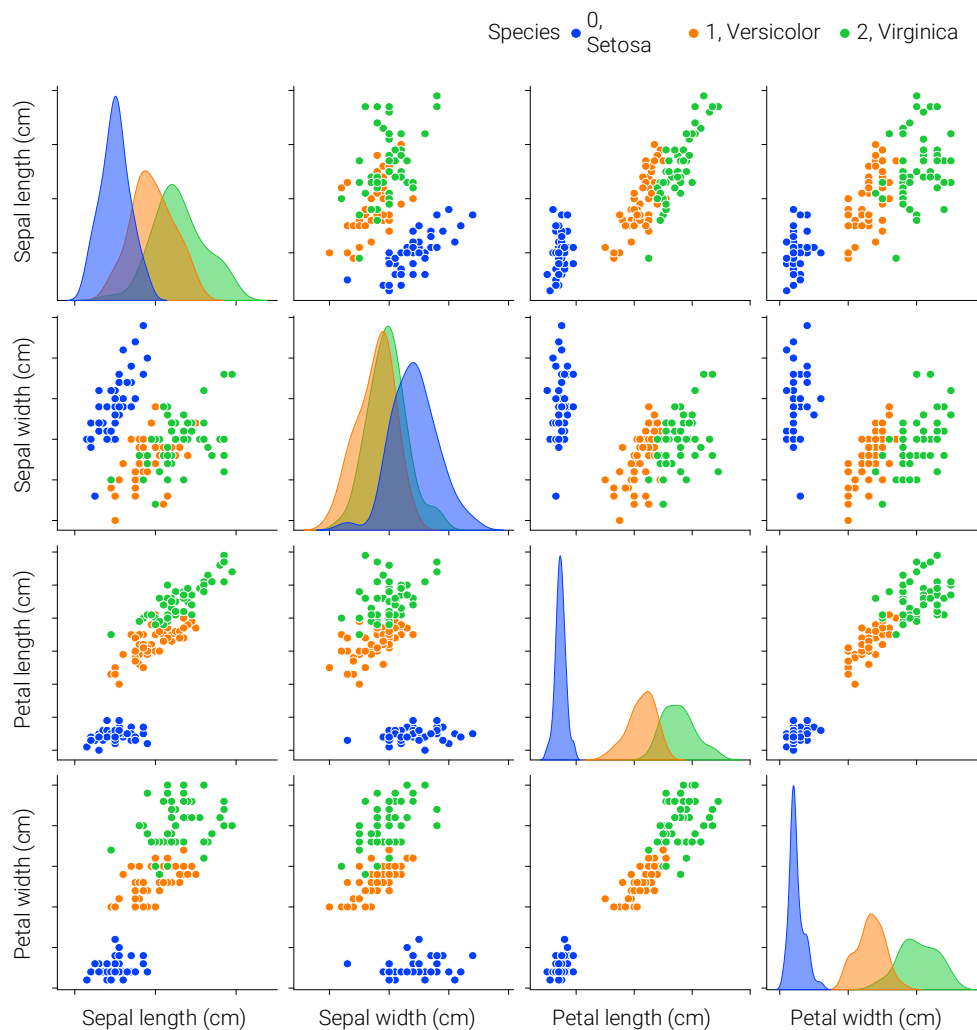 Species 0, Setosa 1, Versicolor 2, Virginica
Sepal length (cm)
Sepal width (cm)
Petal length (cm)
Petal width (cm)
Sepal length (cm) Sepal width (cm) Petal length (cm) Petal width (cm)